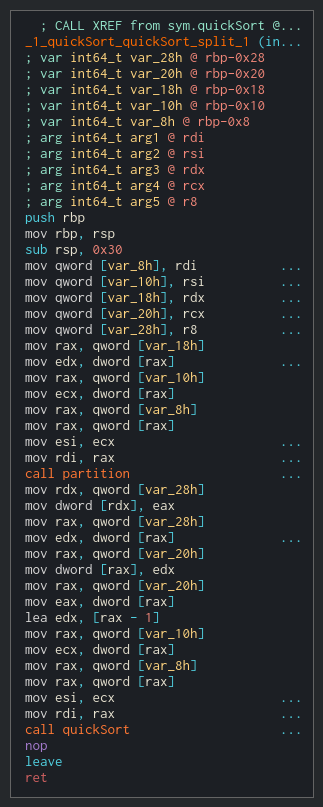 ; CALL XREF from sym.quickSort @...
_1_quickSort_quickSort_split_1 (in...
; var int64_t var_28h @ rbp-0x28
; var int64_t var_20h @ rbp-0x20
; var int64_t var_18h @ rbp-0x18
; var int64_t var_10h @ rbp-0x10
; var int64_t var_8h @ rbp-0x8
; arg int64_t arg1 @ rdi
; arg int64_t arg2 @ rsi
; arg int64_t arg3 @ rdx
; arg int64_t arg4 @ rcx
; arg int64_t arg5 @ r8
push rbp
mov rbp, rsp
sub rsp, 0x30
mov qword [var_8h], rdi ...
mov qword [var_10h], rsi ...
mov qword [var_18h], rdx ...
mov qword [var_20h], rcx ...
mov qword [var_28h], r8 ...
mov rax, qword [var_18h]
mov edx, dword [rax] ...
mov rax, qword [var_10h]
mov ecx, dword [rax]
mov rax, qword [var_8h]
mov rax, qword [rax]
mov esi, ecx ...
mov rdi, rax ...
call partition ...
mov rdx, qword [var_28h]
mov dword [rdx], eax
mov rax, qword [var_28h]
mov edx, dword [rax] ...
mov rax, qword [var_20h]
mov dword [rax], edx
mov rax, qword [var_20h]
mov eax, dword [rax]
lea edx, [rax - 1]
mov rax, qword [var_10h]
mov ecx, dword [rax]
mov rax, qword [var_8h]
mov rax, qword [rax]
mov esi, ecx ...
mov rdi, rax ...
call quickSort ...
nop
leave
ret